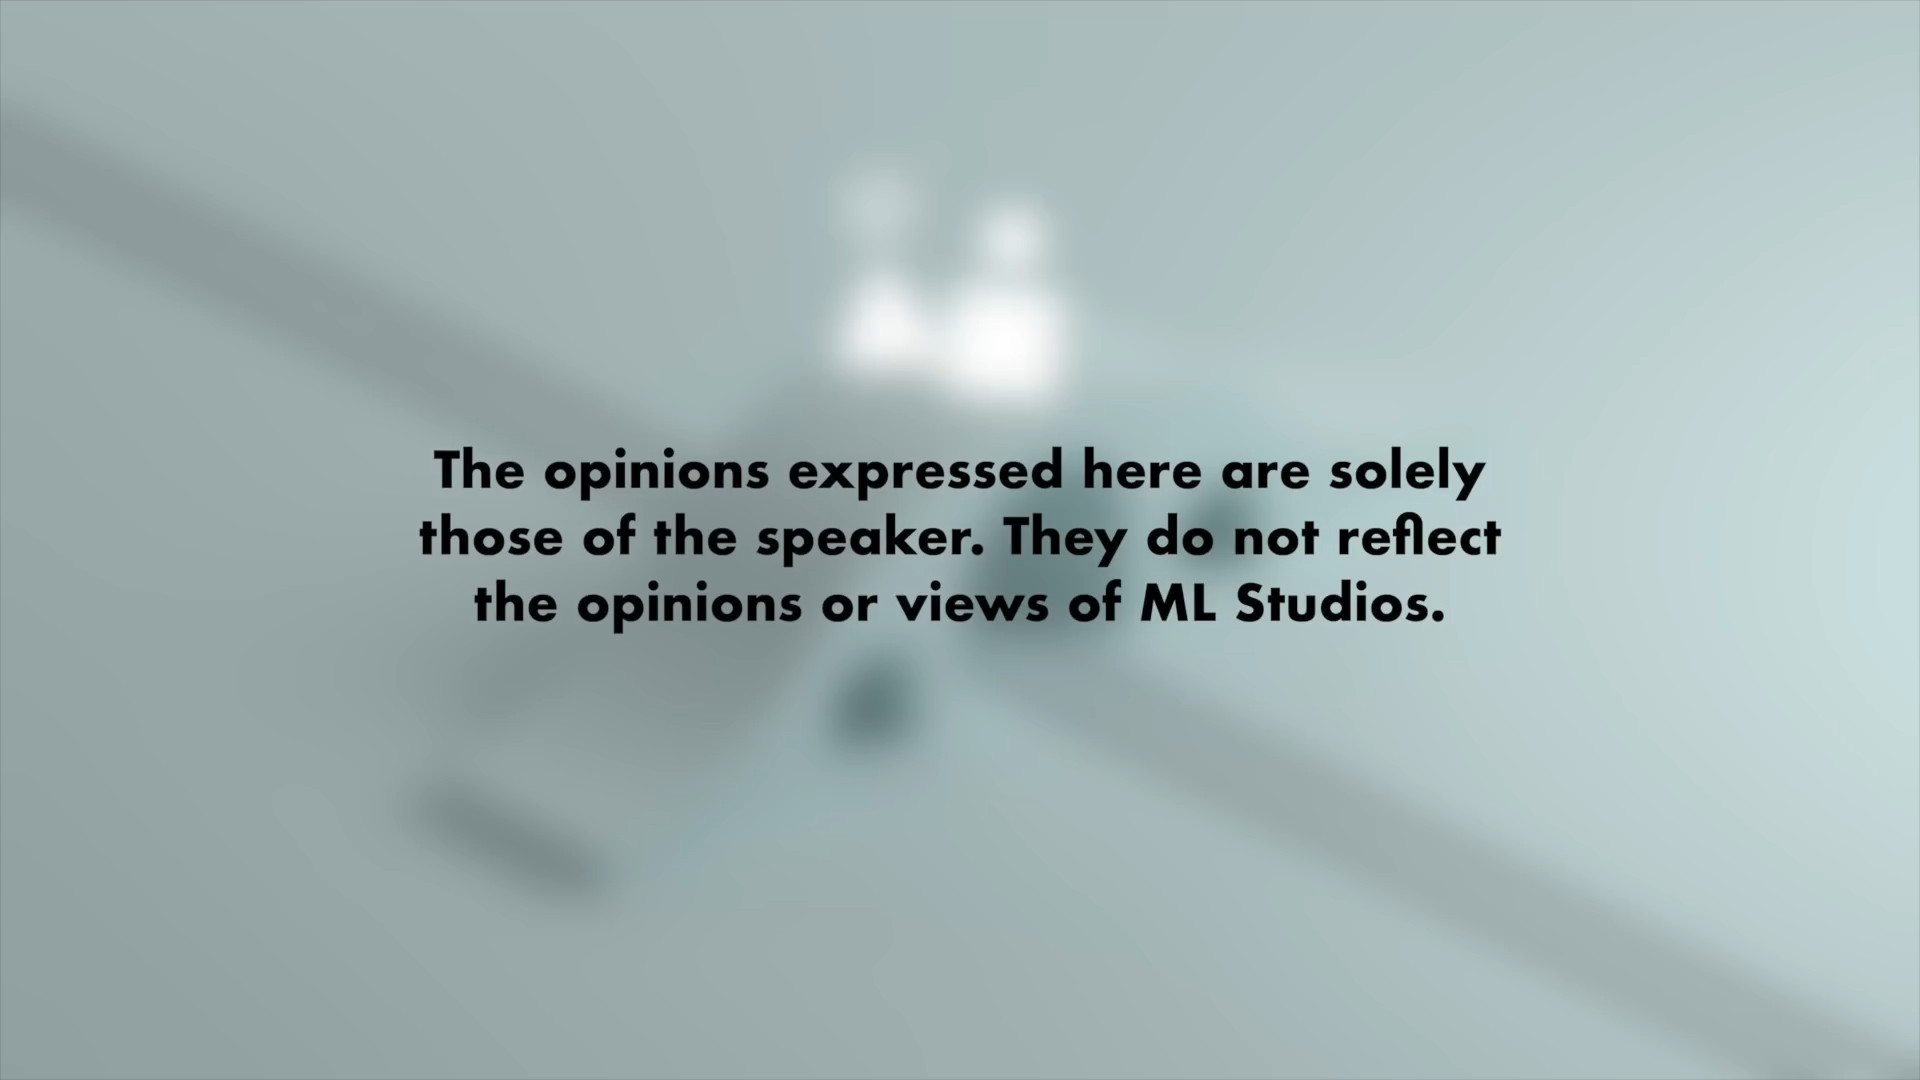 The opinions expressed here are solely
those of the speaker. They do not reflect
the opinions or views of ML Studios.